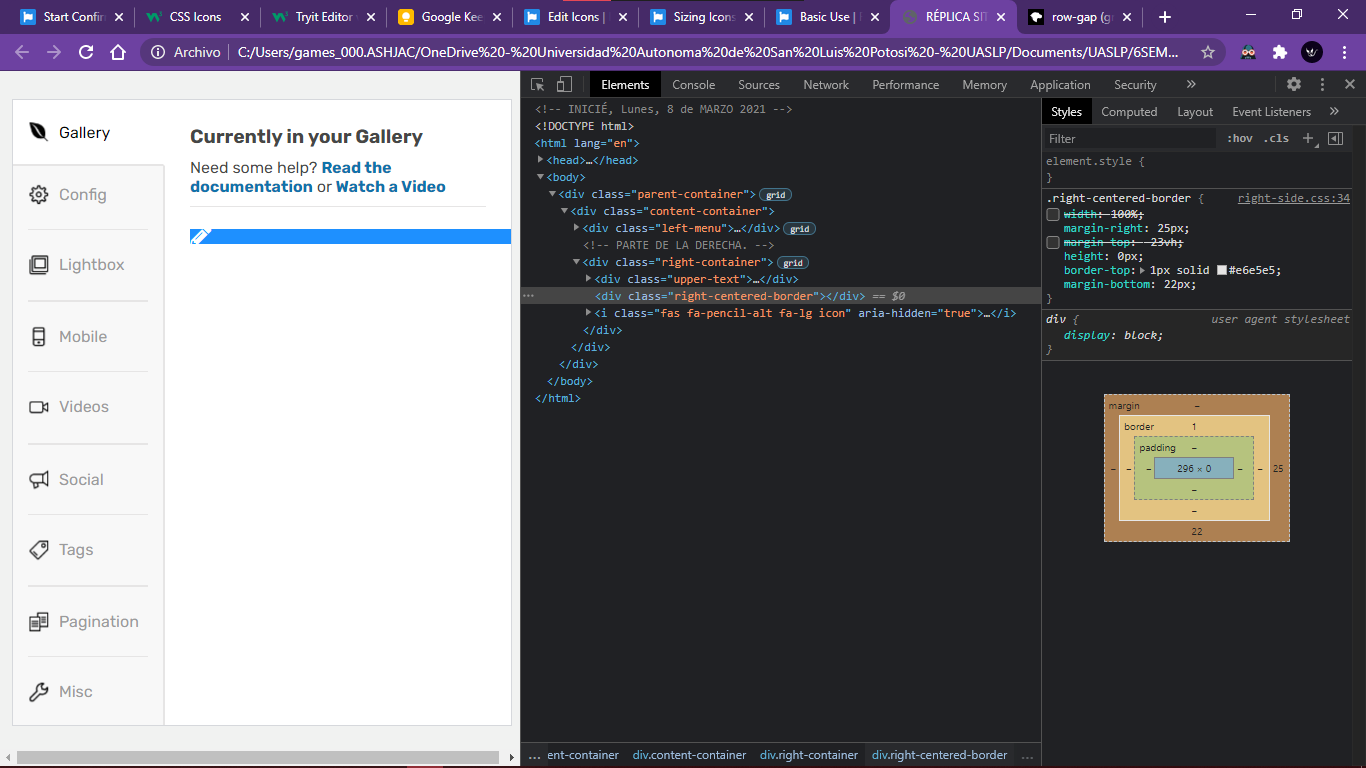 Start Confir
CSS Icons
Tryit Editor
Google Kee
Edit Icons |
Sizing Icons
Basic Use |
RÉPLICA SIT
row-gap (gr
Archivo
C:/Users/games_000.ASHJAC/OneDrive%20-%20Universidad%20Autonoma%20de%20San%20Luis%20Potosi%20-%20UASLP/Documents/UASLP/6SEM...
Gallery
Config
Lightbox
Mobile
Videos
Social
Tags
Pagination
Misc
Currently in your Gallery
Need some help? Read the
documentation or Watch a Video
Elements Console Sources Network Performance Memory Application Security »
<!-- INICIÉ, Lunes, 8 de MARZO 2021 -->
<!DOCTYPE html>
<html lang="en">
<head>…</head>
<body>
<div class="parent-container"> grid
<div class="content-container">
<div class="left-menu">…</div> grid
<!-- PARTE DE LA DERECHA. -->
<div class="right-container"> grid
<div class="upper-text">…</div>
<div class="right-centered-border"></div> == $0
<i class="fas fa-pencil-alt fa-lg icon" aria-hidden="true">…</i>
</div>
</div>
</div>
</body>
</html>
... ent-container div.content-container div.right-container div.right-centered-border ...
Styles Computed Layout Event Listeners »
Filter :hov .cls +
element.style {
}
.right-centered-border { right-side.css:34
width: 100%;
margin-right: 25px;
margin-top: -23vh;
height: 0px;
border-top: 1px solid #e6e5e5;
margin-bottom: 22px;
}
div { user agent stylesheet
display: block;
}
margin –
border 1
padding –
– – – 296 × 0 – – 25
–
–
22